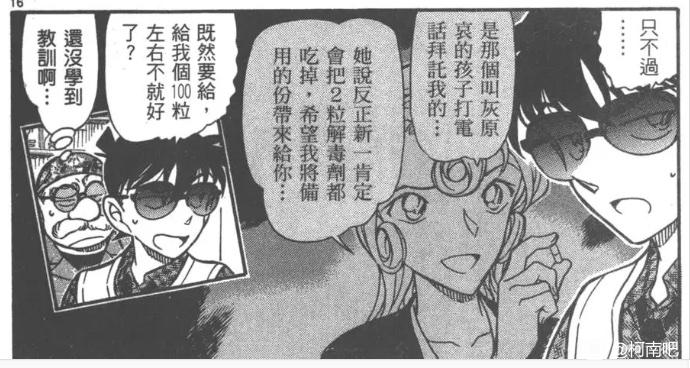 16
只不過
……
是那個叫灰原
哀的孩子打電
話拜託我的…
她說反正新一肯定
會把2粒解毒劑都
吃掉，希望我將備
用的份帶來給你…
既然要給，
給我個100粒
左右不就好
了？
還沒學到
教訓啊…
@柯南吧